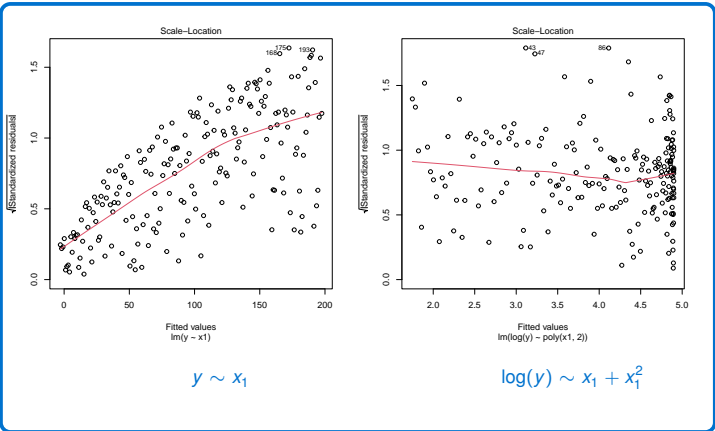 Scale−Location
√|Standardized residuals|
0.0 0.5 1.0 1.5
168 175 193
0 50 100 150 200
Fitted values
lm(y ~ x1)
y ∼ x₁
Scale−Location
√|Standardized residuals|
0.0 0.5 1.0 1.5
43 47 86
2.0 2.5 3.0 3.5 4.0 4.5 5.0
Fitted values
lm(log(y) ~ poly(x1, 2))
log(y) ∼ x₁ + x₁²